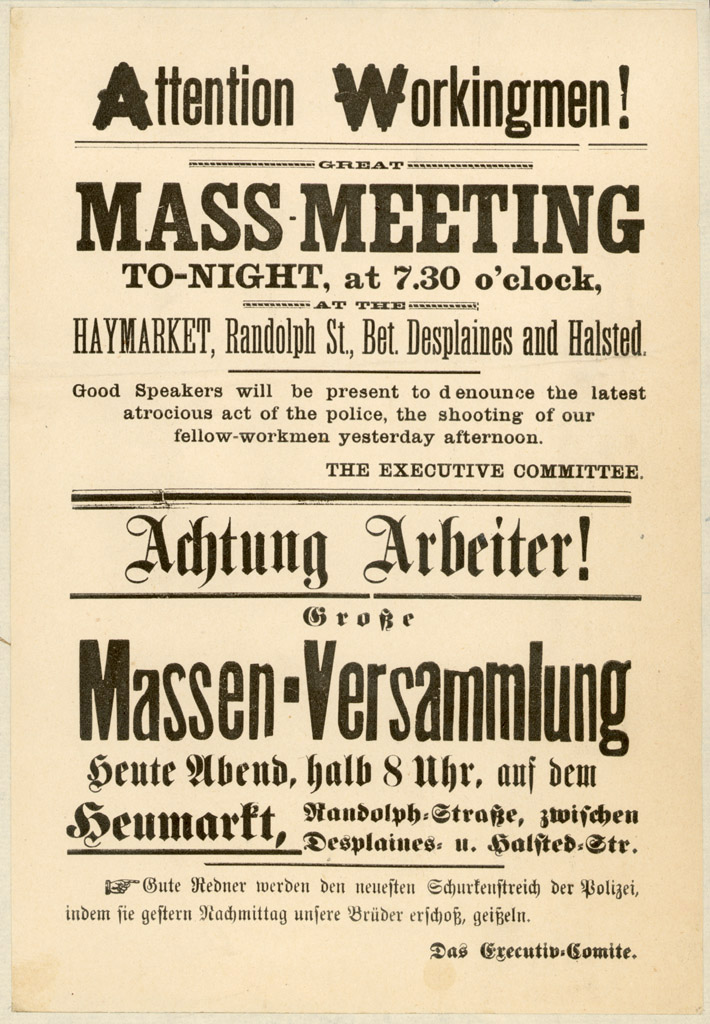 Attention Workingmen!
GREAT
MASS-MEETING
TO-NIGHT, at 7.30 o'clock,
AT THE
HAYMARKET, Randolph St., Bet. Desplaines and Halsted.
Good Speakers will be present to denounce the latest
atrocious act of the police, the shooting of our
fellow-workmen yesterday afternoon.
THE EXECUTIVE COMMITTEE.
Achtung Arbeiter!
Große
Massen-Versammlung
Heute Abend, halb 8 Uhr, auf dem
Heumarkt, Randolph-Straße, zwischen
Desplaines- u. Halsted-Str.
☞ Gute Redner werden den neuesten Schurkenstreich der Polizei,
indem sie gestern Nachmittag unsere Brüder erschoß, geißeln.
Das Executiv-Comite.